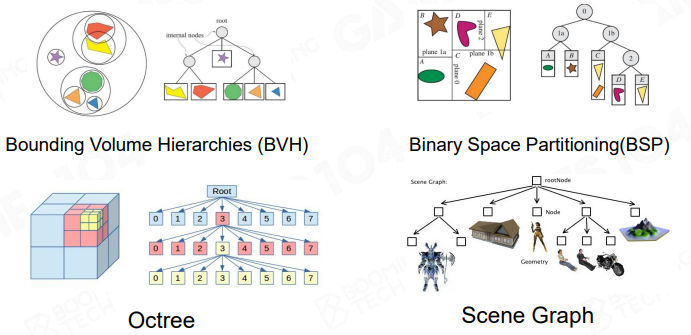 root
internal nodes
Bounding Volume Hierarchies (BVH)
B
D
E
plane 2
plane 1a
plane 1b
A
C
plane 0
0
1a
1b
A
B
C
2
D
E
Binary Space Partitioning(BSP)
Root
0 1 2 3 4 5 6 7
0 1 2 3 4 5 6 7
0 1 2 3 4 5 6 7
Octree
Scene Graph:
rootNode
Node
Geometry
Scene Graph